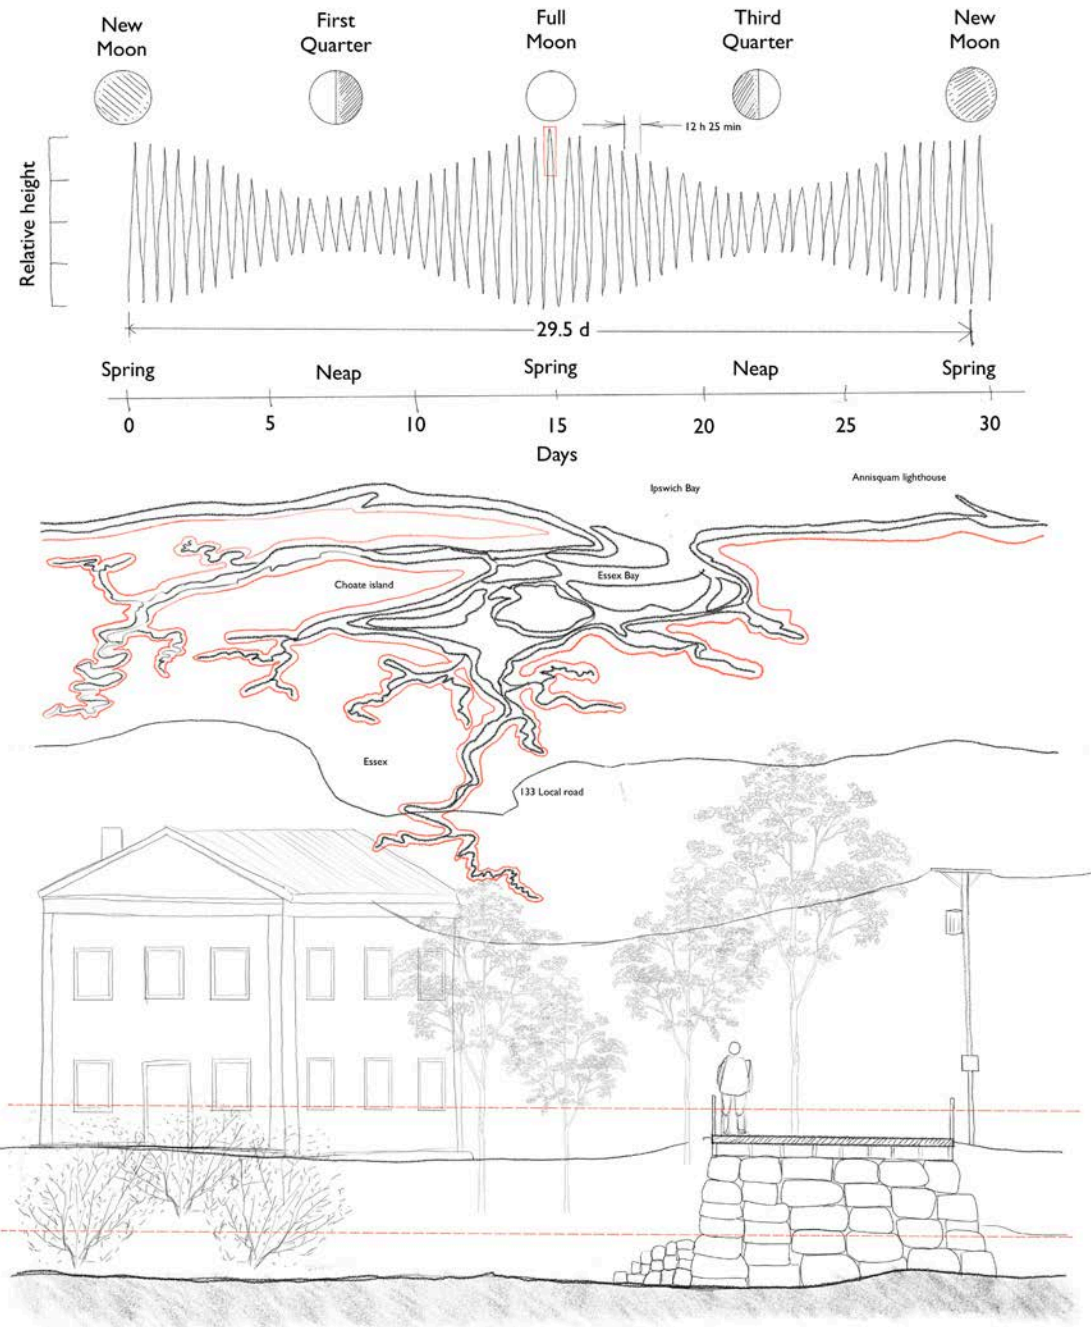 New
Moon
First
Quarter
Full
Moon
Third
Quarter
New
Moon
12 h 25 min
Relative height
29.5 d
Spring
Neap
Spring
Neap
Spring
0
5
10
15
20
25
30
Days
Ipswich Bay
Annisquam lighthouse
Choate island
Essex Bay
Essex
133 Local road